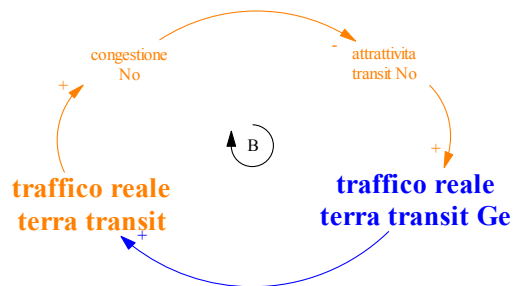 congestione
No
-
attrattivita
transit No
+
+
B
traffico reale
terra transit
traffico reale
terra transit Ge
+